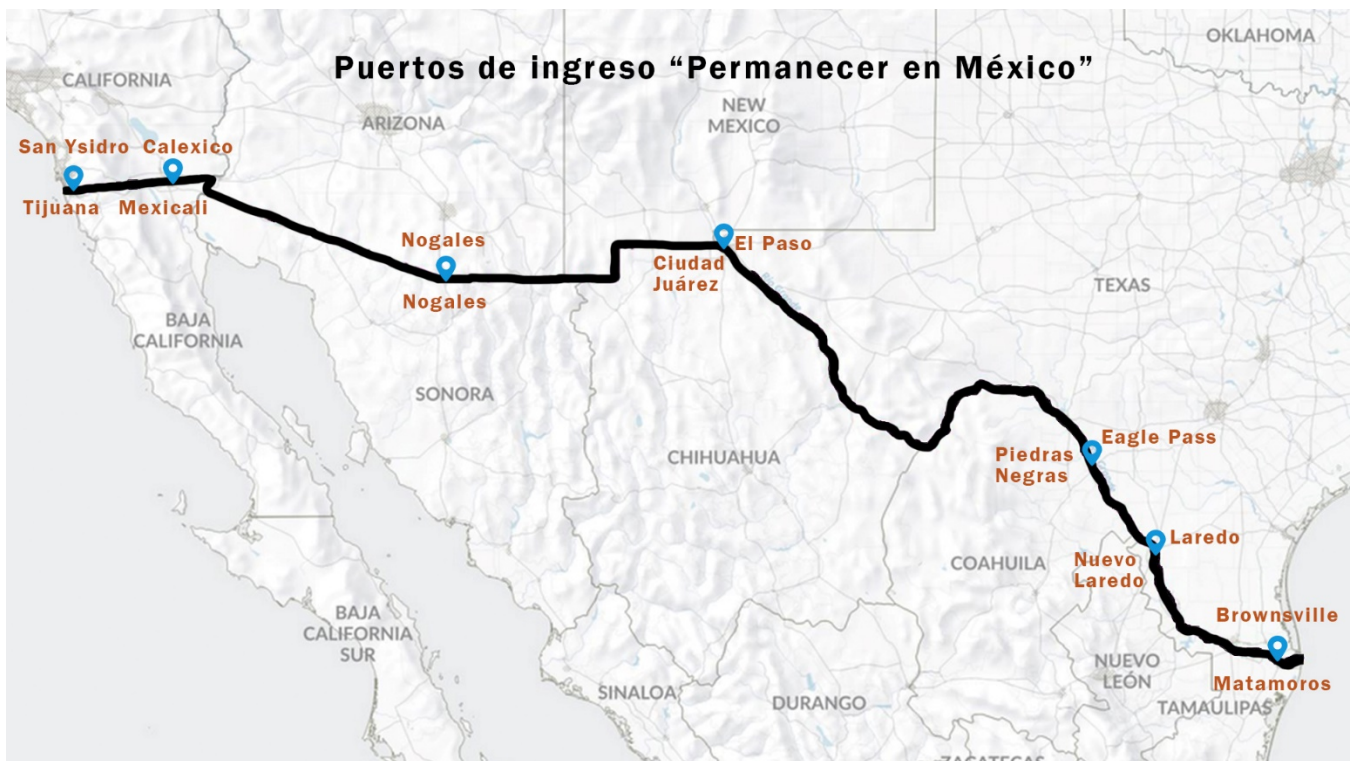 OKLAHOMA
Puertos de ingreso “Permanecer en México”
CALIFORNIA
NEW
MEXICO
ARIZONA
San Ysidro
Calexico
Tijuana
Mexicali
Nogales
Nogales
El Paso
Ciudad
Juárez
TEXAS
BAJA
CALIFORNIA
SONORA
CHIHUAHUA
Eagle Pass
Piedras
Negras
Laredo
Nuevo
Laredo
COAHUILA
BAJA
CALIFORNIA
SUR
Brownsville
NUEVO
LEÓN
Matamoros
SINALOA
DURANGO
TAMAULIPAS
ZACATECAS